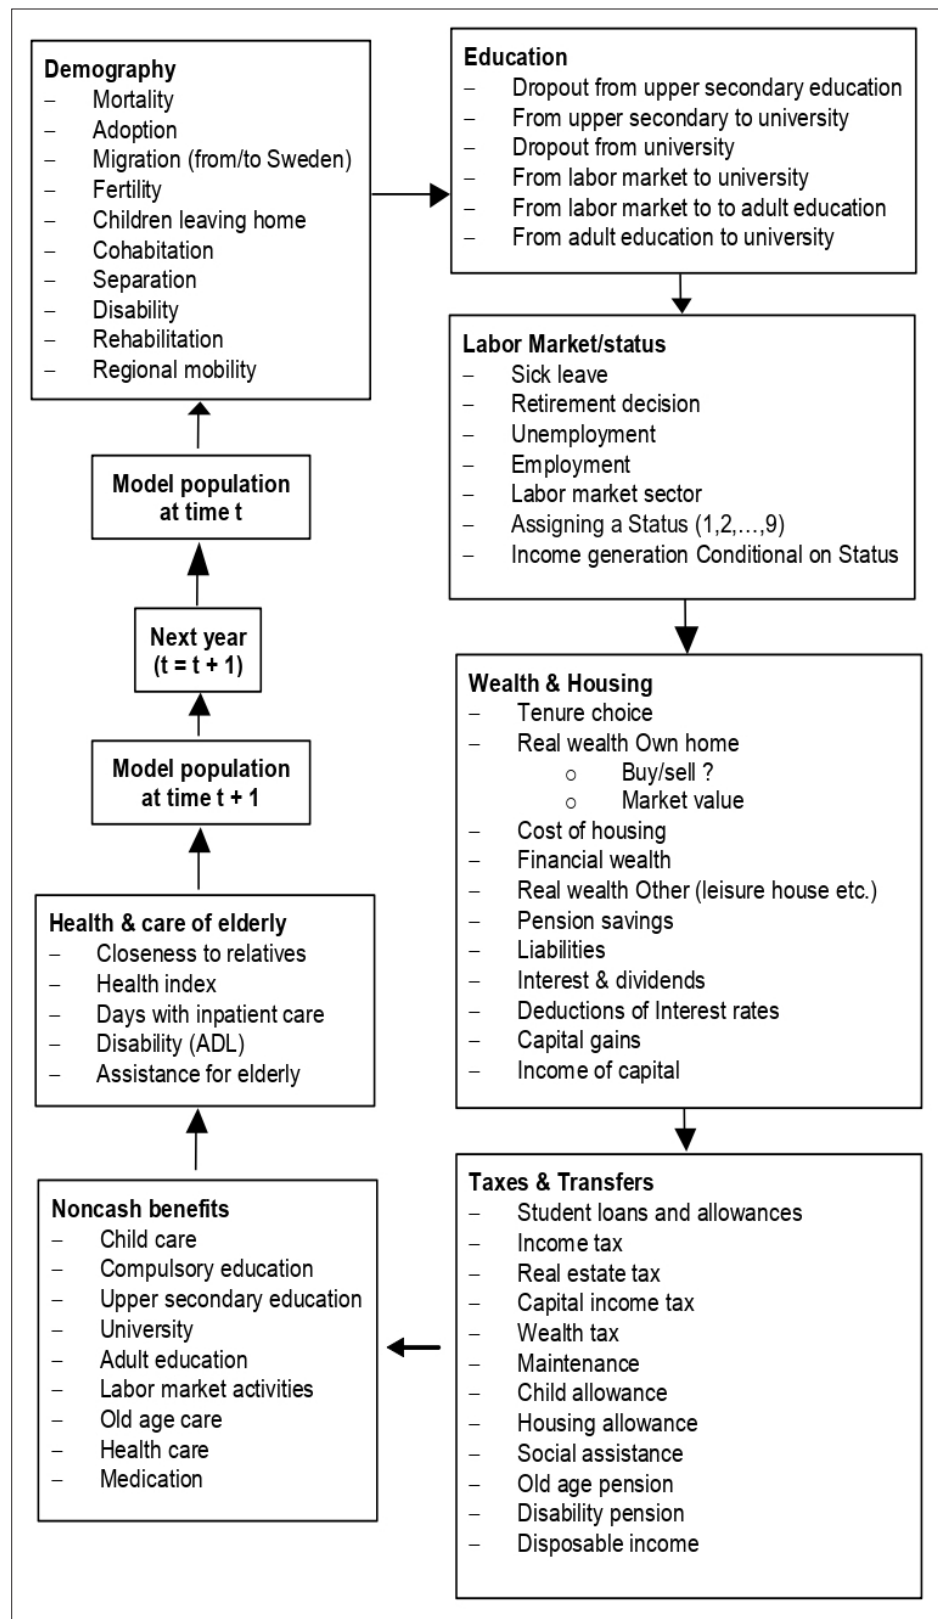 Demography
– Mortality
– Adoption
– Migration (from/to Sweden)
– Fertility
– Children leaving home
– Cohabitation
– Separation
– Disability
– Rehabilitation
– Regional mobility
Education
– Dropout from upper secondary education
– From upper secondary to university
– Dropout from university
– From labor market to university
– From labor market to to adult education
– From adult education to university
Labor Market/status
– Sick leave
– Retirement decision
– Unemployment
– Employment
– Labor market sector
– Assigning a Status (1,2,…,9)
– Income generation Conditional on Status
Wealth & Housing
– Tenure choice
– Real wealth Own home
o Buy/sell ?
o Market value
– Cost of housing
– Financial wealth
– Real wealth Other (leisure house etc.)
– Pension savings
– Liabilities
– Interest & dividends
– Deductions of Interest rates
– Capital gains
– Income of capital
Taxes & Transfers
– Student loans and allowances
– Income tax
– Real estate tax
– Capital income tax
– Wealth tax
– Maintenance
– Child allowance
– Housing allowance
– Social assistance
– Old age pension
– Disability pension
– Disposable income
Noncash benefits
– Child care
– Compulsory education
– Upper secondary education
– University
– Adult education
– Labor market activities
– Old age care
– Health care
– Medication
Health & care of elderly
– Closeness to relatives
– Health index
– Days with inpatient care
– Disability (ADL)
– Assistance for elderly
Model population
at time t + 1
Next year
(t = t + 1)
Model population
at time t